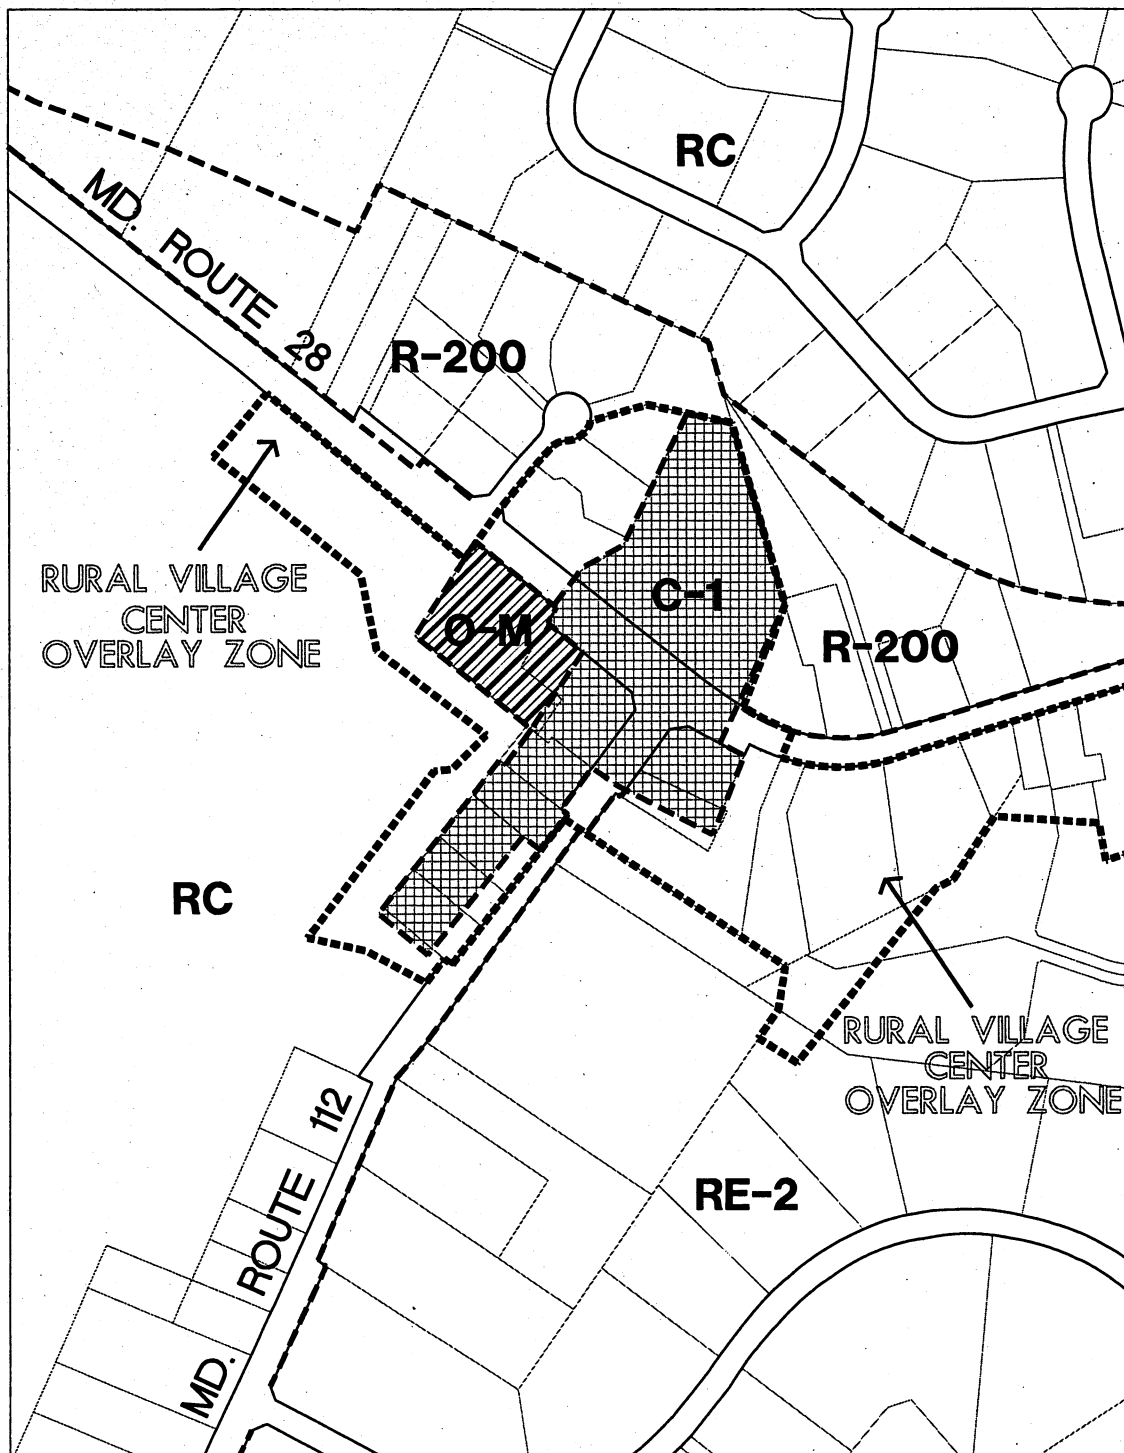 RC
MD. ROUTE 28
R-200
RURAL VILLAGE
CENTER
OVERLAY ZONE
C-1
O-M
R-200
RC
RURAL VILLAGE
CENTER
OVERLAY ZONE
MD. ROUTE 112
RE-2